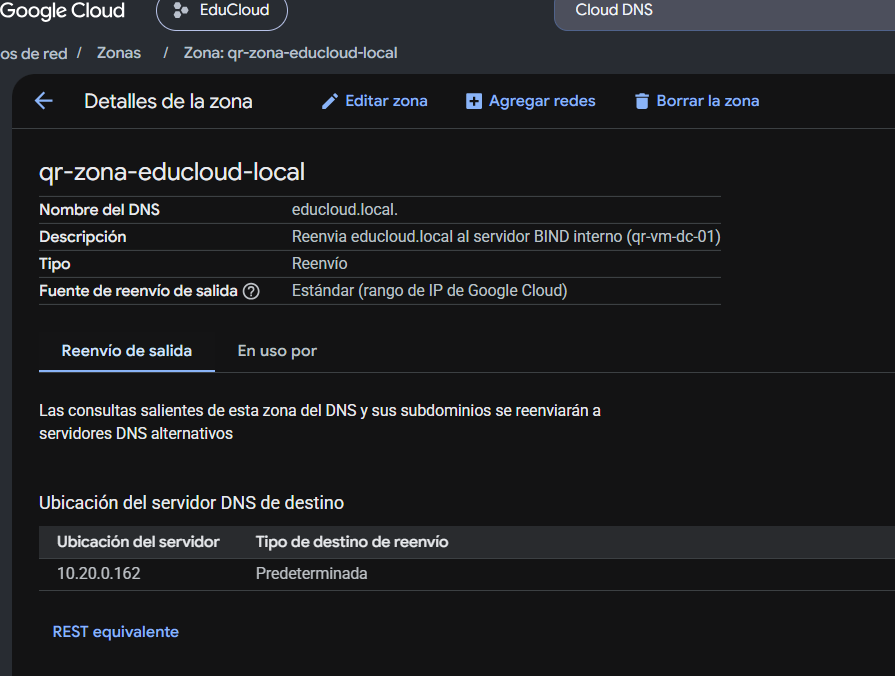 Google Cloud
EduCloud
Cloud DNS
os de red / Zonas / Zona: qr-zona-educloud-local
Detalles de la zona
Editar zona
Agregar redes
Borrar la zona
qr-zona-educloud-local
Nombre del DNS educloud.local.
Descripción Reenvia educloud.local al servidor BIND interno (qr-vm-dc-01)
Tipo Reenvío
Fuente de reenvío de salida ? Estándar (rango de IP de Google Cloud)
Reenvío de salida En uso por
Las consultas salientes de esta zona del DNS y sus subdominios se reenviarán a
servidores DNS alternativos
Ubicación del servidor DNS de destino
Ubicación del servidor Tipo de destino de reenvío
10.20.0.162 Predeterminada
REST equivalente